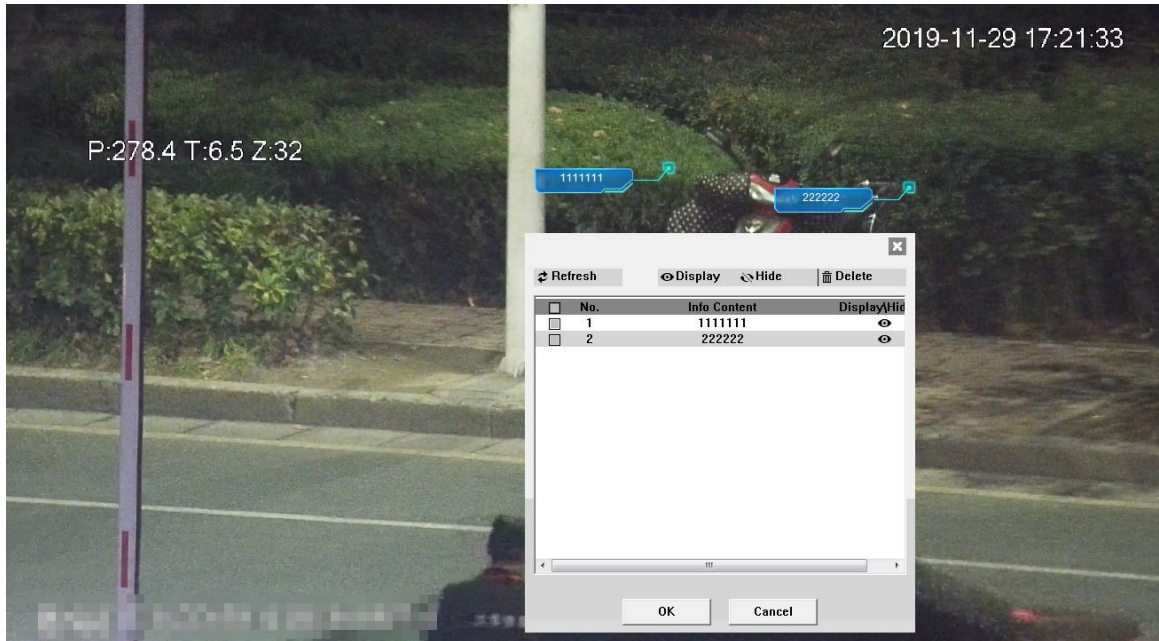 2019-11-29 17:21:33
P:278.4 T:6.5 Z:32
1111111
222222
Refresh Display Hide Delete
No. Info Content Display\Hid
1 1111111
2 222222
OK Cancel